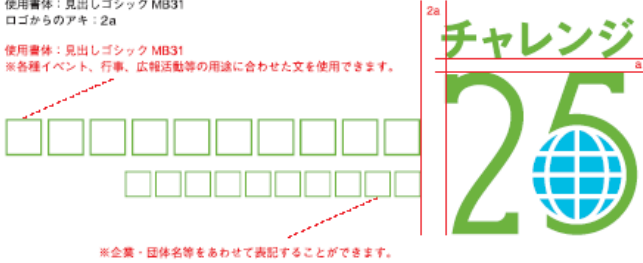 使用書体：見出しゴシック MB31
ロゴからのアキ：2a
使用書体：見出しゴシック MB31
※各種イベント、行事、広報活動等の用途に合わせた文を使用できます。
2a
チャレンジ
a
25
※企業・団体名等をあわせて表記することができます。